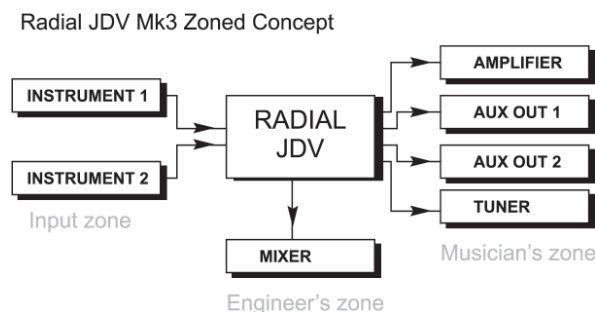 Radial JDV Mk3 Zoned Concept
INSTRUMENT 1
INSTRUMENT 2
Input zone
RADIAL
JDV
MIXER
Engineer's zone
AMPLIFIER
AUX OUT 1
AUX OUT 2
TUNER
Musician's zone